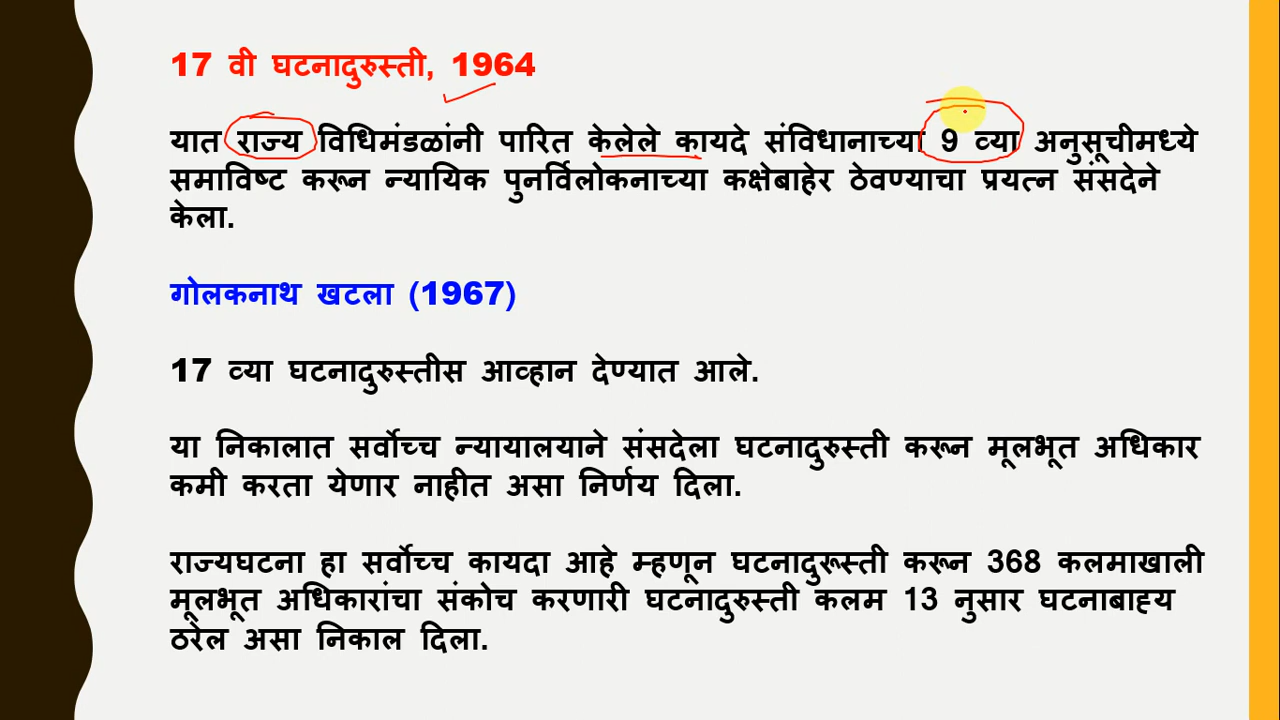 17 वी घटनादुरुस्ती, 1964
यात राज्य विधिमंडळांनी पारित केलेले कायदे संविधानाच्या 9 व्या अनुसूचीमध्ये
समाविष्ट करून न्यायिक पुनर्विलोकनाच्या कक्षेबाहेर ठेवण्याचा प्रयत्न संसदेने
केला.
गोलकनाथ खटला (1967)
17 व्या घटनादुरुस्तीस आव्हान देण्यात आले.
या निकालात सर्वोच्च न्यायालयाने संसदेला घटनादुरुस्ती करून मूलभूत अधिकार
कमी करता येणार नाहीत असा निर्णय दिला.
राज्यघटना हा सर्वोच्च कायदा आहे म्हणून घटनादुरूस्ती करून 368 कलमाखाली
मूलभूत अधिकारांचा संकोच करणारी घटनादुरुस्ती कलम 13 नुसार घटनाबाह्य
ठरेल असा निकाल दिला.